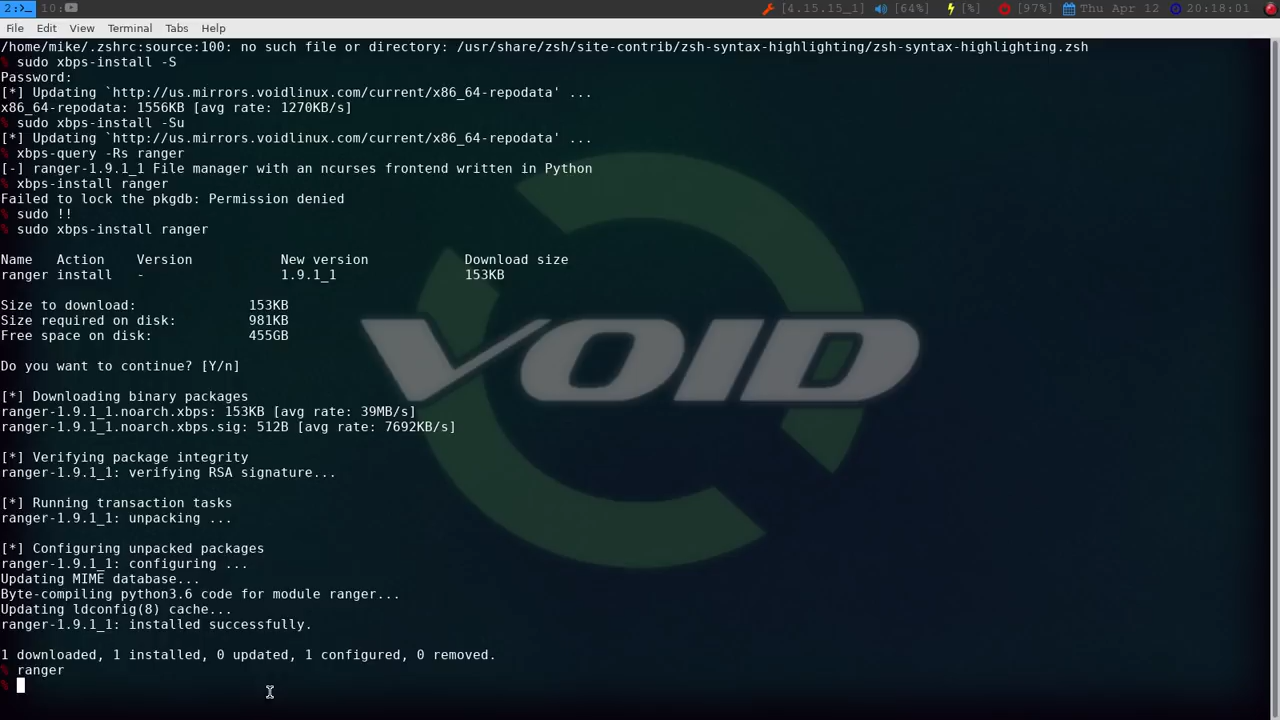 2:> 10: [4.15.15_1] [64%] [%] [97%] Thu Apr 12 20:18:01
File Edit View Terminal Tabs Help
/home/mike/.zshrc:source:100: no such file or directory: /usr/share/zsh/site-contrib/zsh-syntax-highlighting/zsh-syntax-highlighting.zsh
% sudo xbps-install -S
Password:
[*] Updating `http://us.mirrors.voidlinux.com/current/x86_64-repodata' ...
x86_64-repodata: 1556KB [avg rate: 1270KB/s]
% sudo xbps-install -Su
[*] Updating `http://us.mirrors.voidlinux.com/current/x86_64-repodata' ...
% xbps-query -Rs ranger
[-] ranger-1.9.1_1 File manager with an ncurses frontend written in Python
% xbps-install ranger
Failed to lock the pkgdb: Permission denied
% sudo !!
% sudo xbps-install ranger
Name Action Version New version Download size
ranger install - 1.9.1_1 153KB
Size to download: 153KB
Size required on disk: 981KB
Free space on disk: 455GB
Do you want to continue? [Y/n]
[*] Downloading binary packages
ranger-1.9.1_1.noarch.xbps: 153KB [avg rate: 39MB/s]
ranger-1.9.1_1.noarch.xbps.sig: 512B [avg rate: 7692KB/s]
[*] Verifying package integrity
ranger-1.9.1_1: verifying RSA signature...
[*] Running transaction tasks
ranger-1.9.1_1: unpacking ...
[*] Configuring unpacked packages
ranger-1.9.1_1: configuring ...
Updating MIME database...
Byte-compiling python3.6 code for module ranger...
Updating ldconfig(8) cache...
ranger-1.9.1_1: installed successfully.
1 downloaded, 1 installed, 0 updated, 1 configured, 0 removed.
% ranger
%
VOID